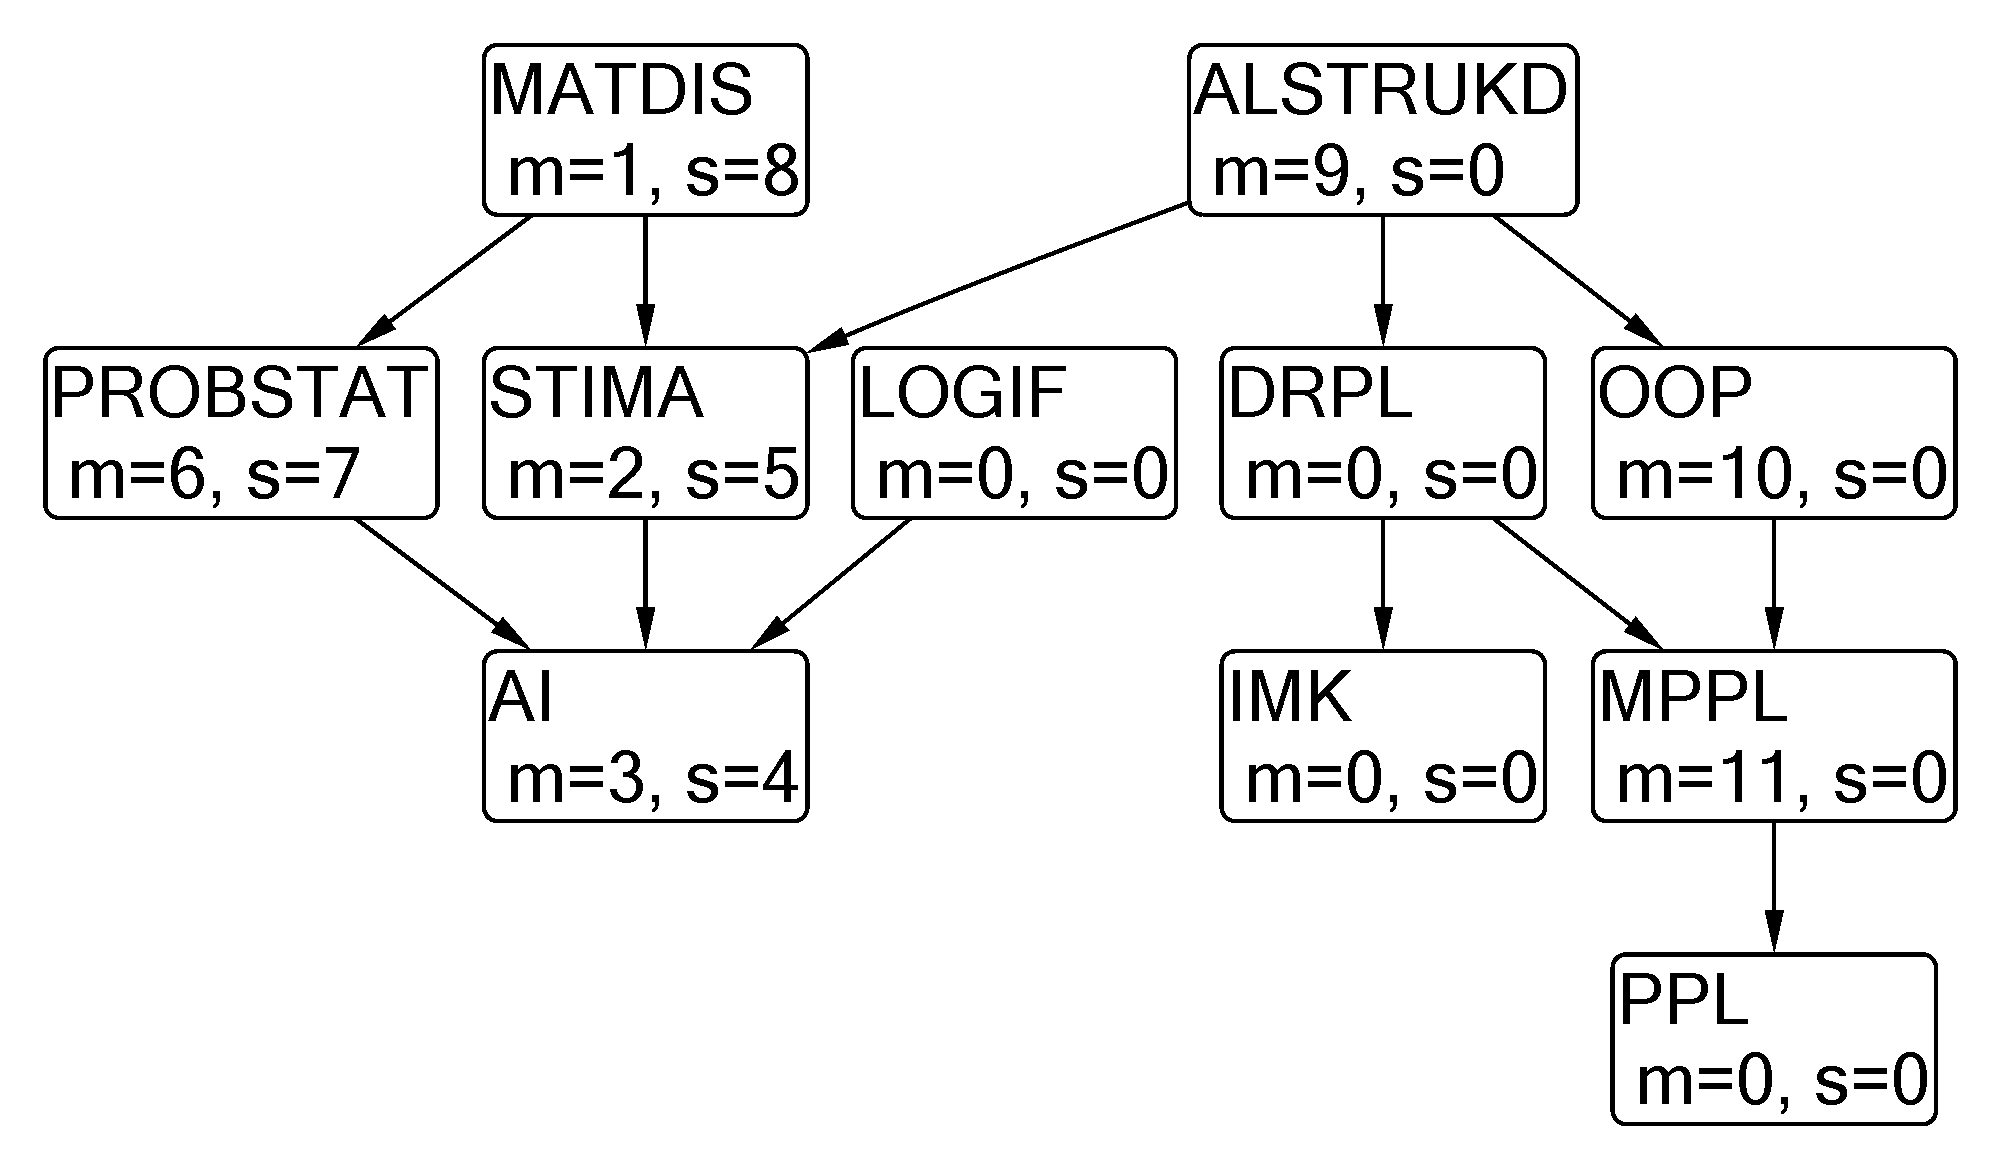 MATDIS
m=1, s=8
ALSTRUKD
m=9, s=0
PROBSTAT
m=6, s=7
STIMA
m=2, s=5
LOGIF
m=0, s=0
DRPL
m=0, s=0
OOP
m=10, s=0
AI
m=3, s=4
IMK
m=0, s=0
MPPL
m=11, s=0
PPL
m=0, s=0